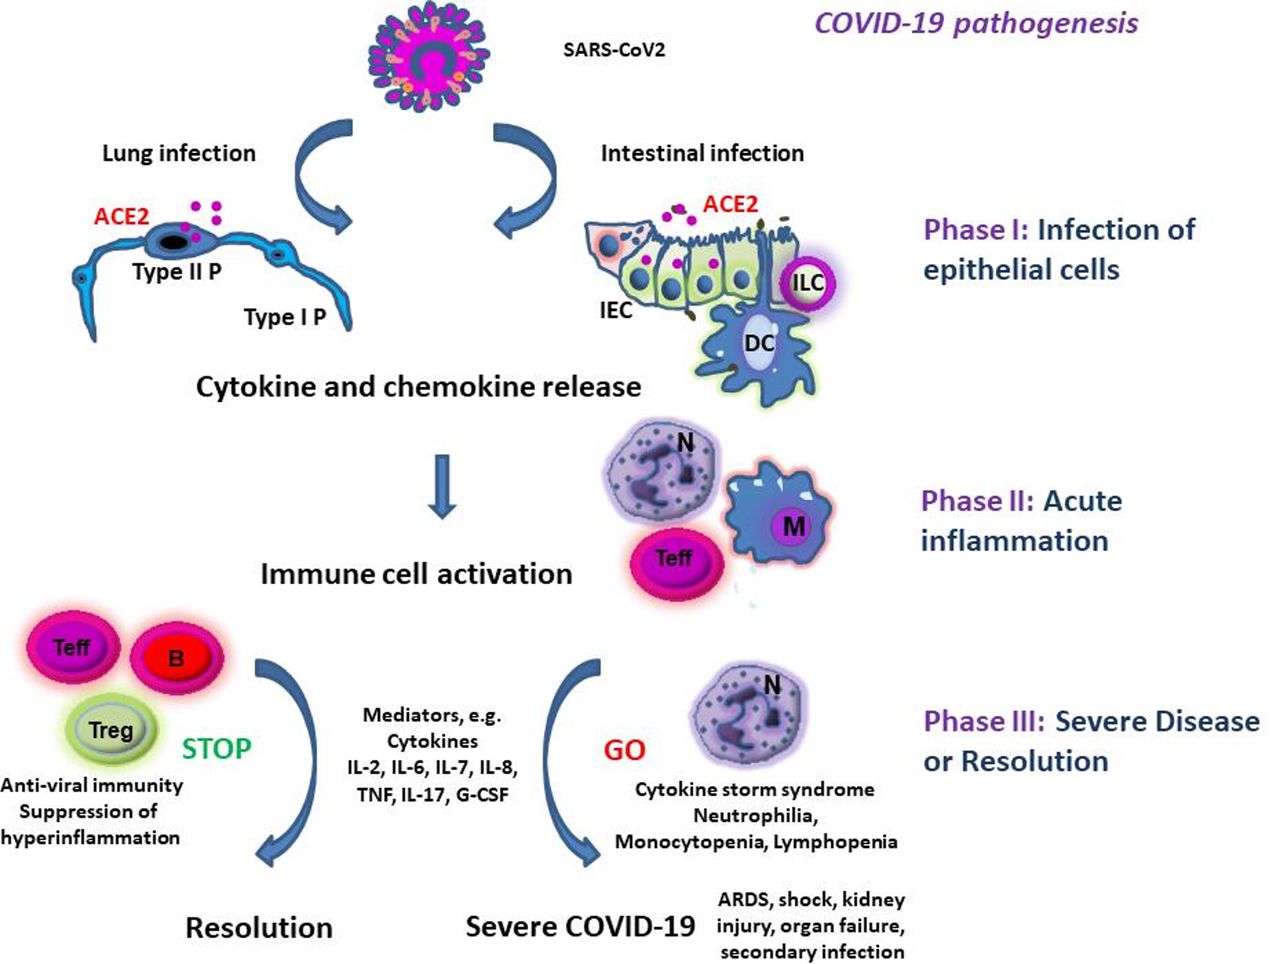 COVID-19 pathogenesis
SARS-CoV2
Lung infection
Intestinal infection
ACE2
ACE2
Type II P
Type I P
IEC
ILC
DC
Phase I: Infection of
epithelial cells
Cytokine and chemokine release
N
M
Teff
Phase II: Acute
inflammation
Immune cell activation
Teff
B
Treg
STOP
Anti-viral immunity
Suppression of
hyperinflammation
Mediators, e.g.
Cytokines
IL-2, IL-6, IL-7, IL-8,
TNF, IL-17, G-CSF
GO
N
Cytokine storm syndrome
Neutrophilia,
Monocytopenia, Lymphopenia
Phase III: Severe Disease
or Resolution
Resolution
Severe COVID-19
ARDS, shock, kidney
injury, organ failure,
secondary infection